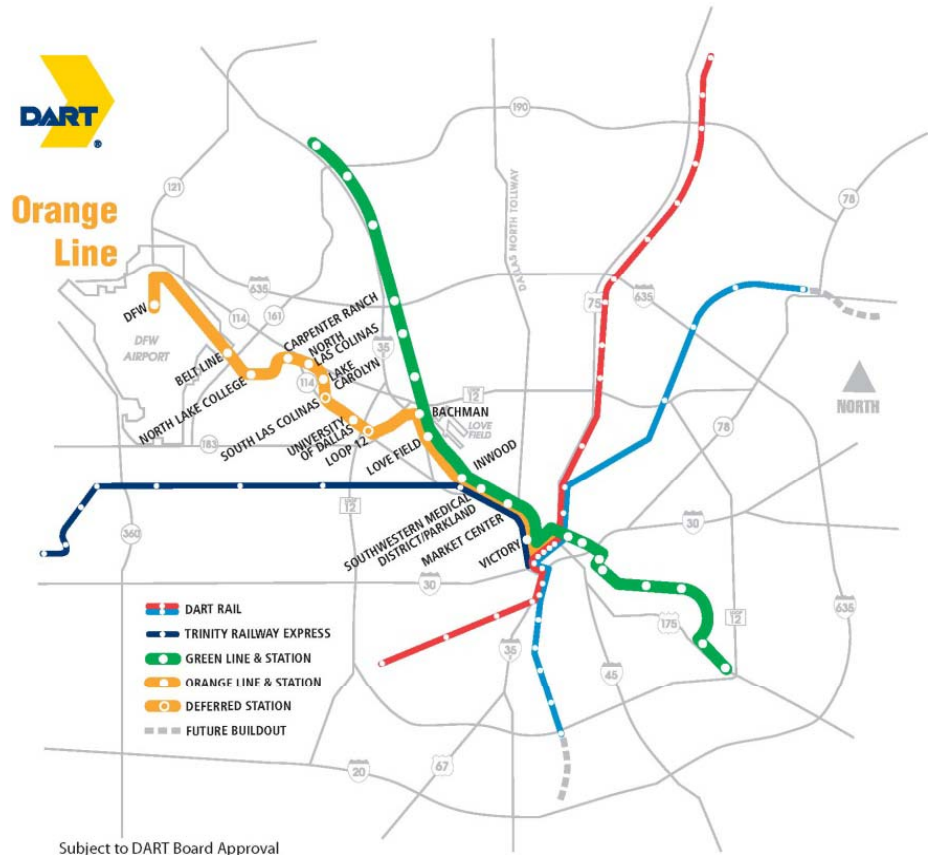 DART
®
Orange
Line
190
121
78
DALLAS NORTH TOLLWAY
635
114
161
75
635
DFW
DFW
AIRPORT
CARPENTER RANCH
NORTH
LAS COLINAS
LAKE
CAROLYN
35
BELT LINE
114
NORTH LAKE COLLEGE
SOUTH LAS COLINAS
UNIVERSITY
OF DALLAS
LOOP 12
LOVE FIELD
LOOP
12
BACHMAN
LOVE
FIELD
INWOOD
NORTH
78
183
LOOP
12
SOUTHWESTERN MEDICAL
DISTRICT/PARKLAND
MARKET CENTER
VICTORY
30
360
30
DART RAIL
TRINITY RAILWAY EXPRESS
GREEN LINE & STATION
ORANGE LINE & STATION
DEFERRED STATION
FUTURE BUILDOUT
175
LOOP
12
635
35
45
20
67
Subject to DART Board Approval